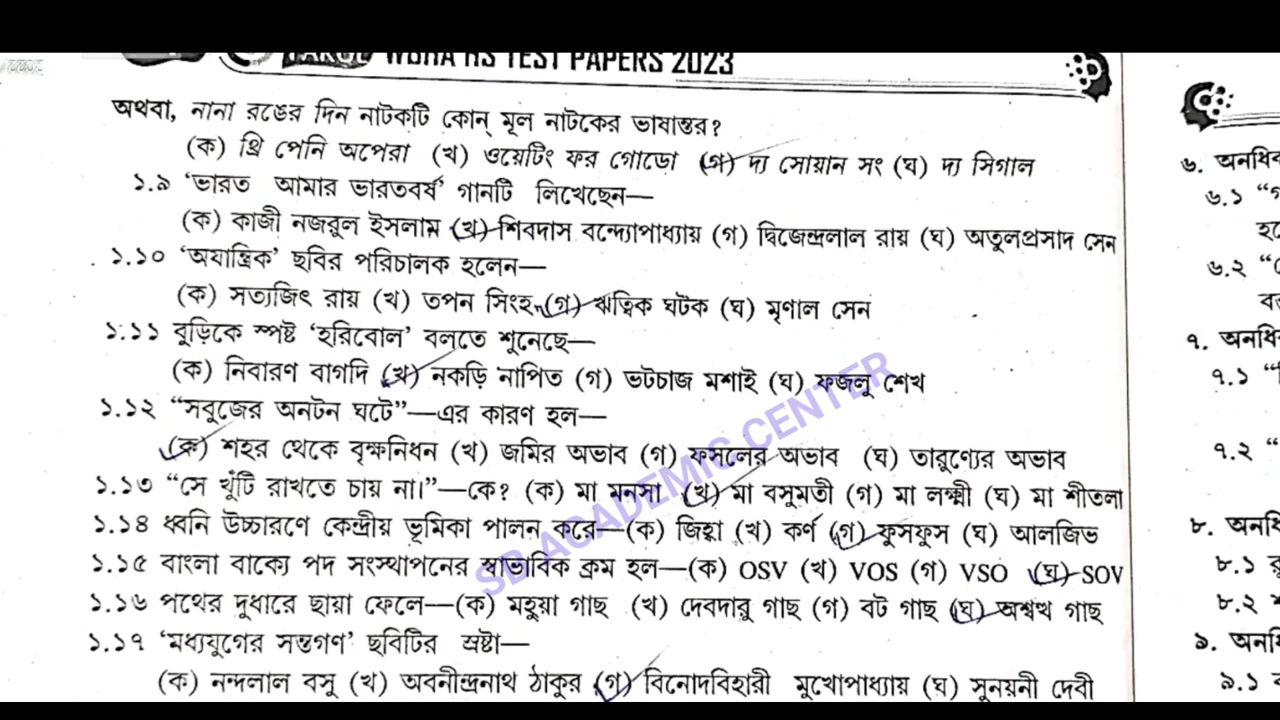 WBHA HS TEST PAPERS 2023
অথবা, নানা রঙের দিন নাটকটি কোন্ মূল নাটকের ভাষান্তর?
(ক) থ্রি পেনি অপেরা (খ) ওয়েটিং ফর গোডো (গ) দ্য সোয়ান সং (ঘ) দ্য সিগাল
১.৯ ‘ভারত আমার ভারতবর্ষ’ গানটি লিখেছেন—
(ক) কাজী নজরুল ইসলাম (খ) শিবদাস বন্দ্যোপাধ্যায় (গ) দ্বিজেন্দ্রলাল রায় (ঘ) অতুলপ্রসাদ সেন
১.১০ ‘অযান্ত্রিক’ ছবির পরিচালক হলেন—
(ক) সত্যজিৎ রায় (খ) তপন সিংহ (গ) ঋত্বিক ঘটক (ঘ) মৃণাল সেন
১.১১ বুড়িকে স্পষ্ট ‘হরিবোল’ বলতে শুনেছে—
(ক) নিবারণ বাগদি (খ) নকড়ি নাপিত (গ) ভটচাজ মশাই (ঘ) ফজলু শেখ
১.১২ “সবুজের অনটন ঘটে”—এর কারণ হল—
(ক) শহর থেকে বৃক্ষনিধন (খ) জমির অভাব (গ) ফসলের অভাব (ঘ) তারুণ্যের অভাব
১.১৩ “সে খুঁটি রাখতে চায় না।”—কে? (ক) মা মনসা (খ) মা বসুমতী (গ) মা লক্ষ্মী (ঘ) মা শীতলা
১.১৪ ধ্বনি উচ্চারণে কেন্দ্রীয় ভূমিকা পালন করে—(ক) জিহ্বা (খ) কর্ণ (গ) ফুসফুস (ঘ) আলজিভ
১.১৫ বাংলা বাক্যে পদ সংস্থাপনের স্বাভাবিক ক্রম হল—(ক) OSV (খ) VOS (গ) VSO (ঘ) SOV
১.১৬ পথের দুধারে ছায়া ফেলে—(ক) মহুয়া গাছ (খ) দেবদারু গাছ (গ) বট গাছ (ঘ) অশ্বত্থ গাছ
১.১৭ ‘মধ্যযুগের সন্তগণ’ ছবিটির স্রষ্টা—
(ক) নন্দলাল বসু (খ) অবনীন্দ্রনাথ ঠাকুর (গ) বিনোদবিহারী মুখোপাধ্যায় (ঘ) সুনয়নী দেবী
SB ACADEMIC CENTER
৬.
৬.১
৬.২
৭.
৭.১
৭.২
৮.
৮.১
৮.২
৯.
৯.১